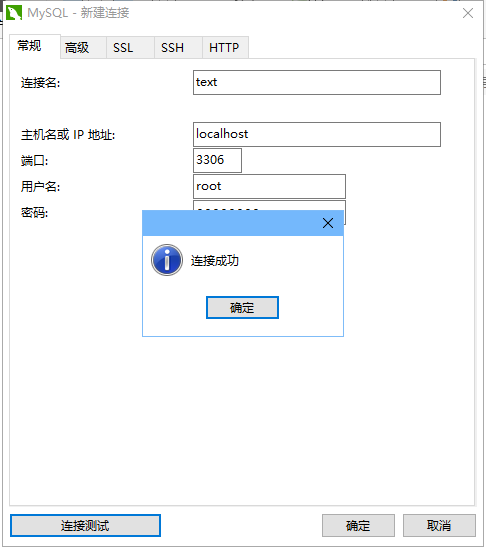 MySQL - 新建连接
常规 高级 SSL SSH HTTP
连接名: text
主机名或 IP 地址: localhost
端口: 3306
用户名: root
密码:
连接成功
确定
连接测试 确定 取消